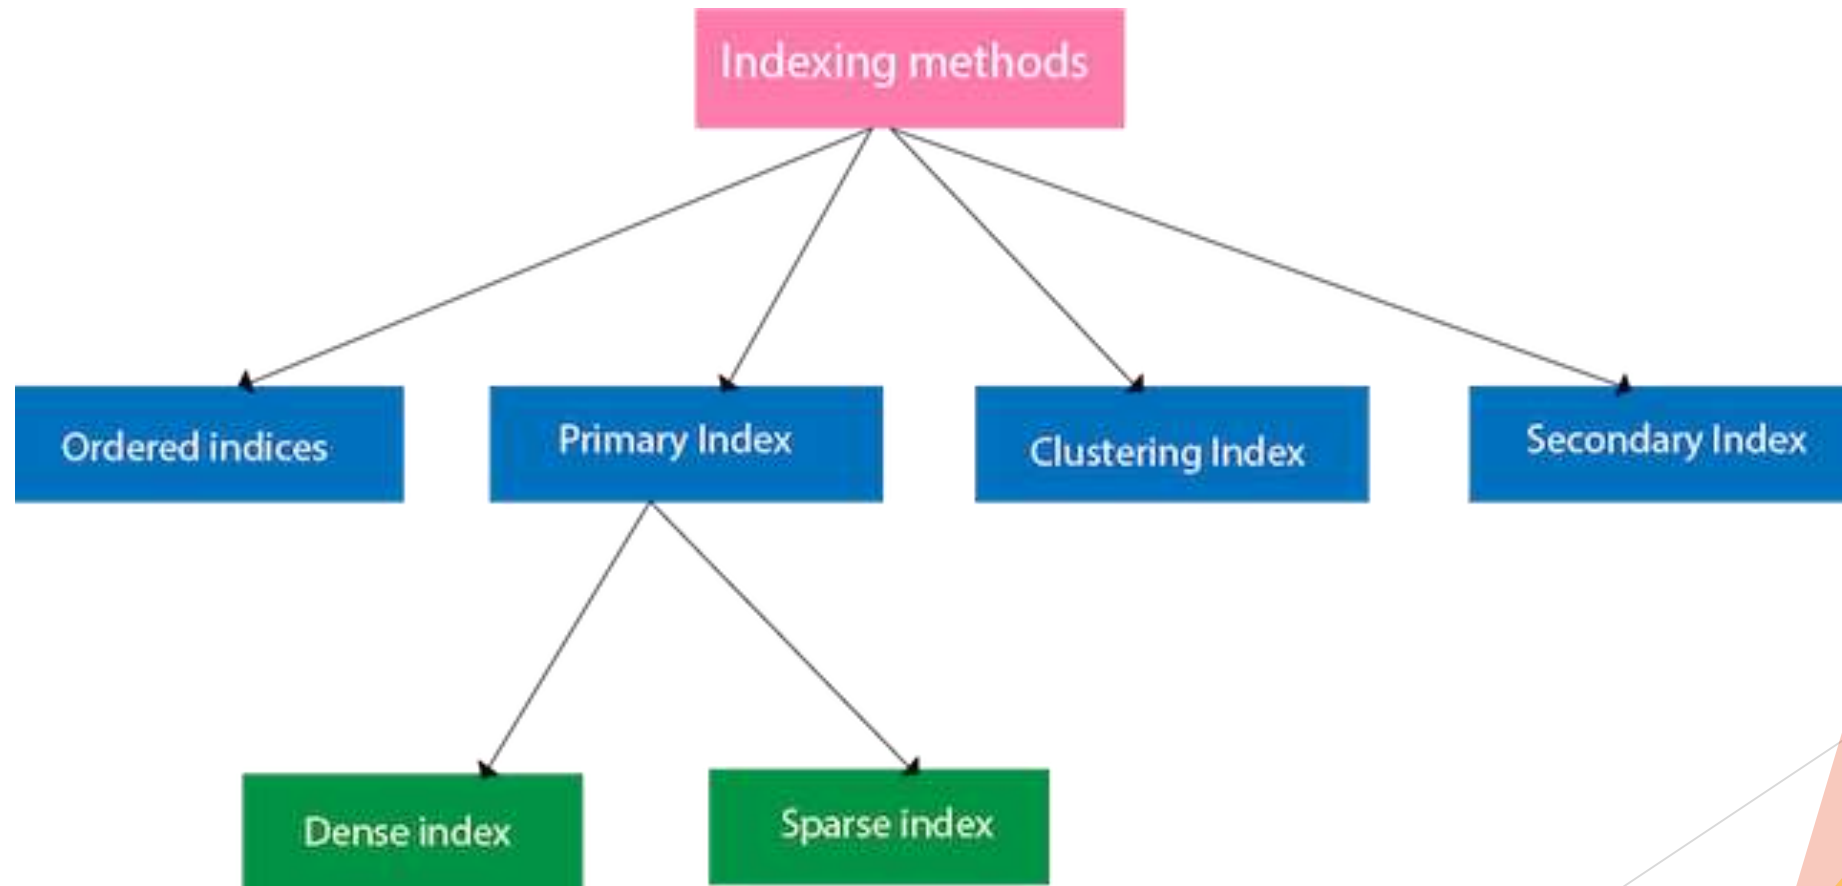 Indexing methods
Ordered indices
Primary Index
Clustering Index
Secondary Index
Dense index
Sparse index